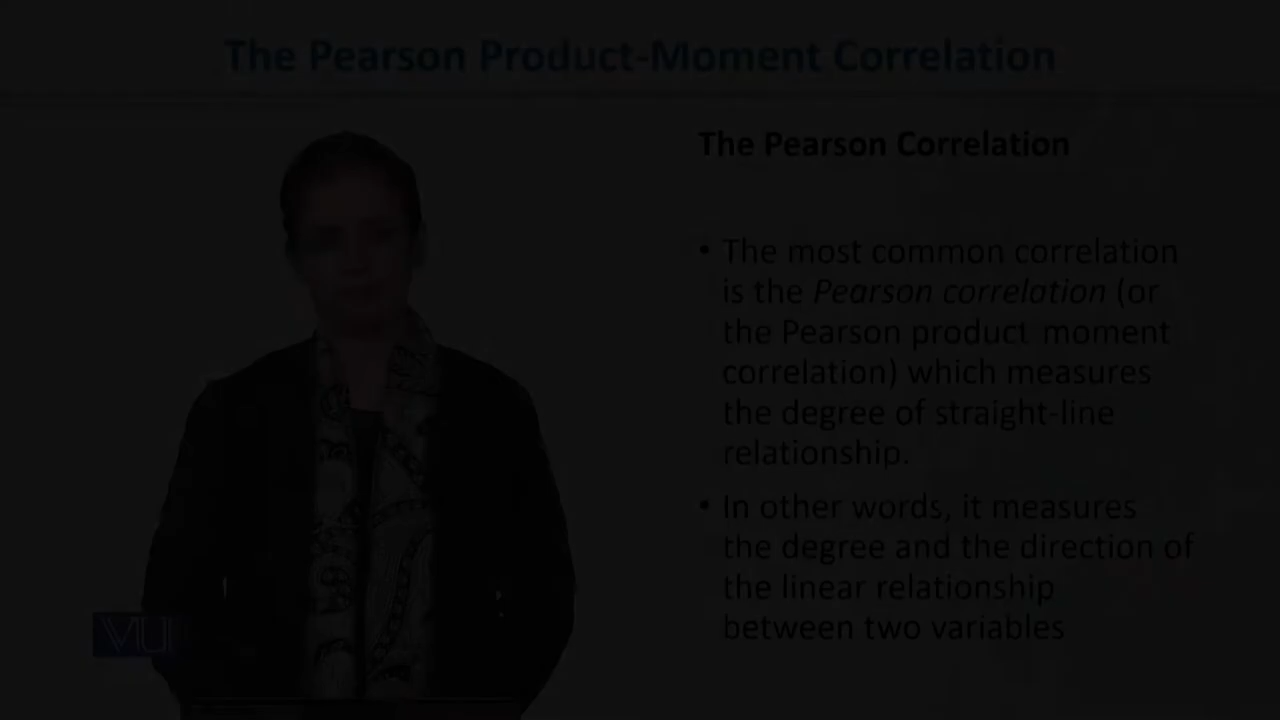 The Pearson Product-Moment Correlation
The Pearson Correlation
• The most common correlation
is the Pearson correlation (or
the Pearson product moment
correlation) which measures
the degree of straight-line
relationship.
• In other words, it measures
the degree and the direction of
the linear relationship
between two variables
VU